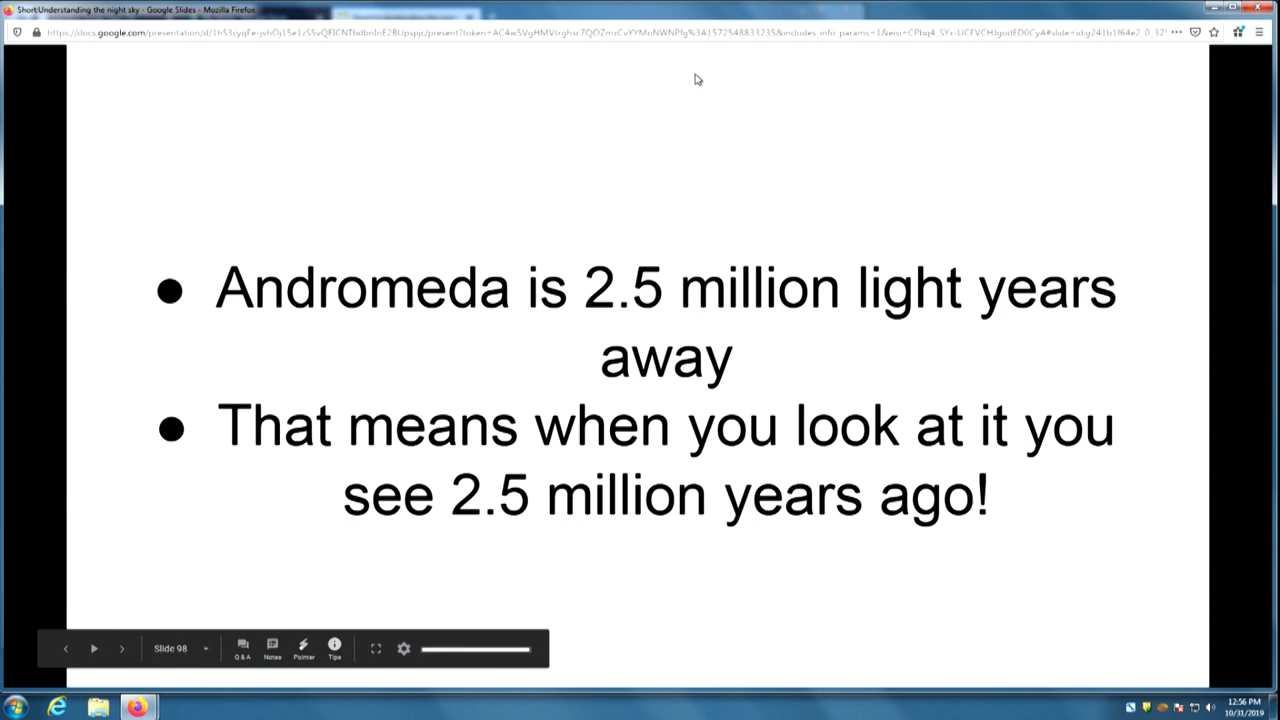 Short:Understanding the night sky - Google Slides - Mozilla Firefox
● Andromeda is 2.5 million light years
away
● That means when you look at it you
see 2.5 million years ago!
Slide 98
Q & A
Notes
Pointer
Tips
12:56 PM
10/31/2019